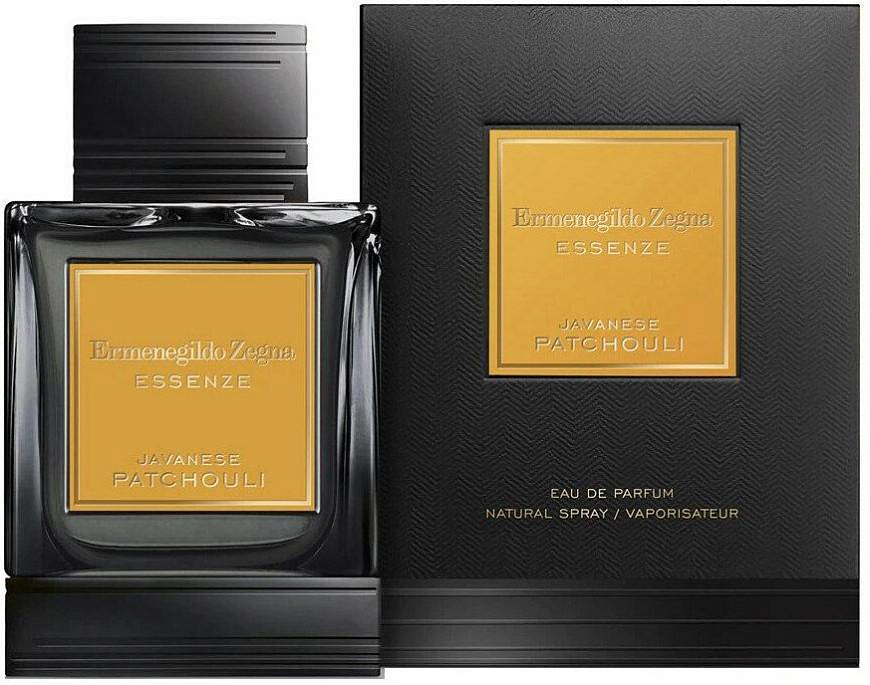 Ermenegildo Zegna
ESSENZE
JAVANESE
PATCHOULI
Ermenegildo Zegna
ESSENZE
JAVANESE
PATCHOULI
EAU DE PARFUM
NATURAL SPRAY / VAPORISATEUR